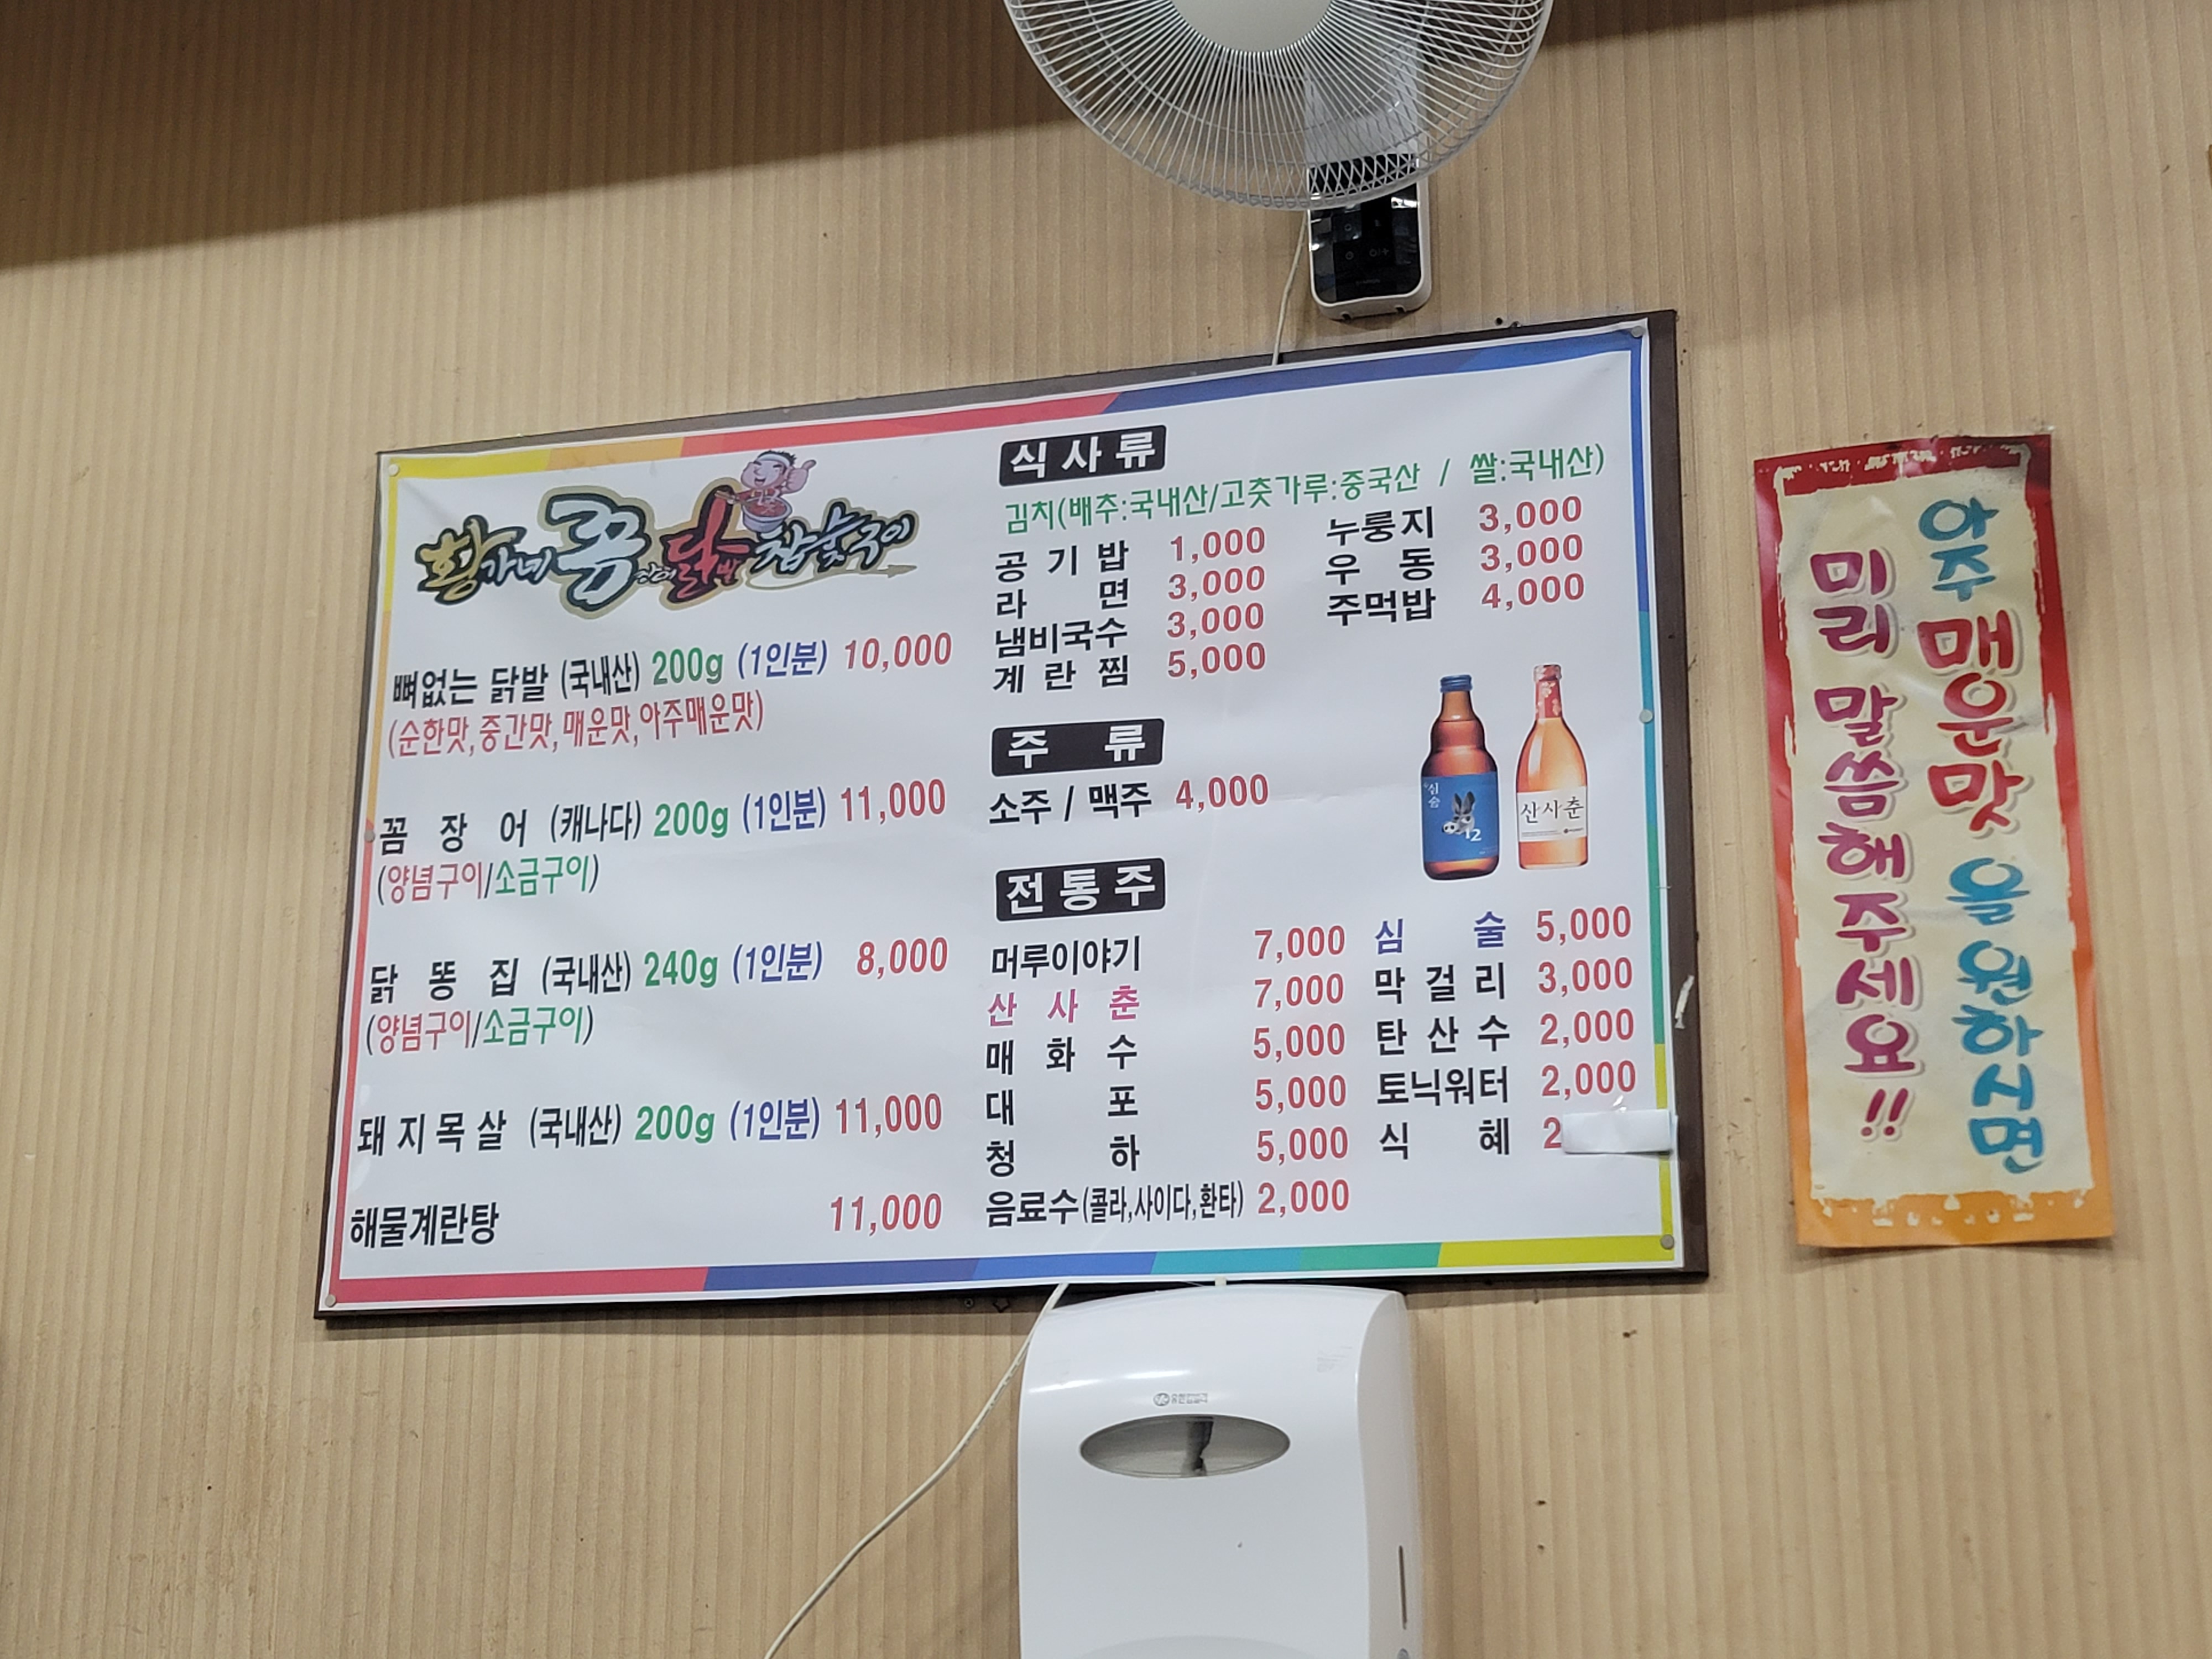 황가네 꼼장어 닭발 참숯구이
뼈없는 닭발 (국내산) 200g (1인분) 10,000
(순한맛, 중간맛, 매운맛, 아주매운맛)
꼼 장 어 (캐나다) 200g (1인분) 11,000
(양념구이/소금구이)
닭 똥 집 (국내산) 240g (1인분) 8,000
(양념구이/소금구이)
돼지목살 (국내산) 200g (1인분) 11,000
해물계란탕 11,000
식사류
김치(배추:국내산/고춧가루:중국산 / 쌀:국내산)
공 기 밥 1,000
라 면 3,000
냄비국수 3,000
계 란 찜 5,000
누룽지 3,000
우 동 3,000
주먹밥 4,000
주 류
소주 / 맥주 4,000
심술
12
산사춘
전통주
머루이야기 7,000
산 사 춘 7,000
매 화 수 5,000
대 포 5,000
청 하 5,000
음료수(콜라,사이다,환타) 2,000
심 술 5,000
막 걸 리 3,000
탄 산 수 2,000
토닉워터 2,000
식 혜 2
아주 매운맛을 원하시면
미리 말씀해주세요!!